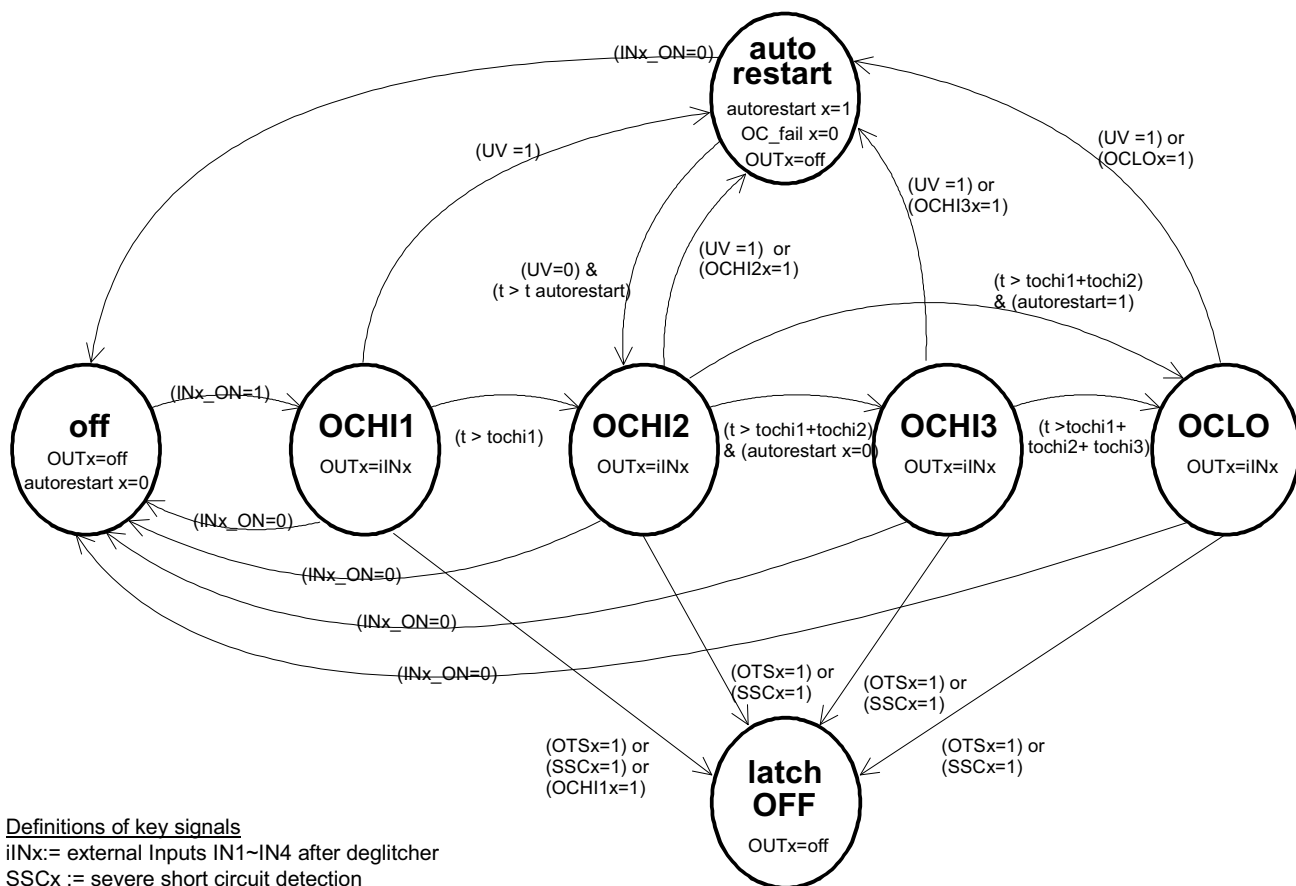 auto
restart
autorestart x=1
OC_fail x=0
OUTx=off
(INx_ON=0)
(UV =1)
(UV =1) or
(OCLOx=1)
(UV =1) or
(OCHI3x=1)
(UV =1) or
(OCHI2x=1)
(UV=0) &
(t > t autorestart)
(t > tochi1+tochi2)
& (autorestart=1)
off
OUTx=off
autorestart x=0
(INx_ON=1)
OCHI1
OUTx=iINx
(t > tochi1)
OCHI2
OUTx=iINx
(t > tochi1+tochi2)
& (autorestart x=0)
OCHI3
OUTx=iINx
(t >tochi1+
tochi2+ tochi3)
OCLO
OUTx=iINx
(INx_ON=0)
(INx_ON=0)
(INx_ON=0)
(INx_ON=0)
(OTSx=1) or
(SSCx=1) or
(OCHI1x=1)
(OTSx=1) or
(SSCx=1)
(OTSx=1) or
(SSCx=1)
(OTSx=1) or
(SSCx=1)
latch
OFF
OUTx=off
Definitions of key signals
iINx:= external Inputs IN1~IN4 after deglitcher
SSCx := severe short circuit detection